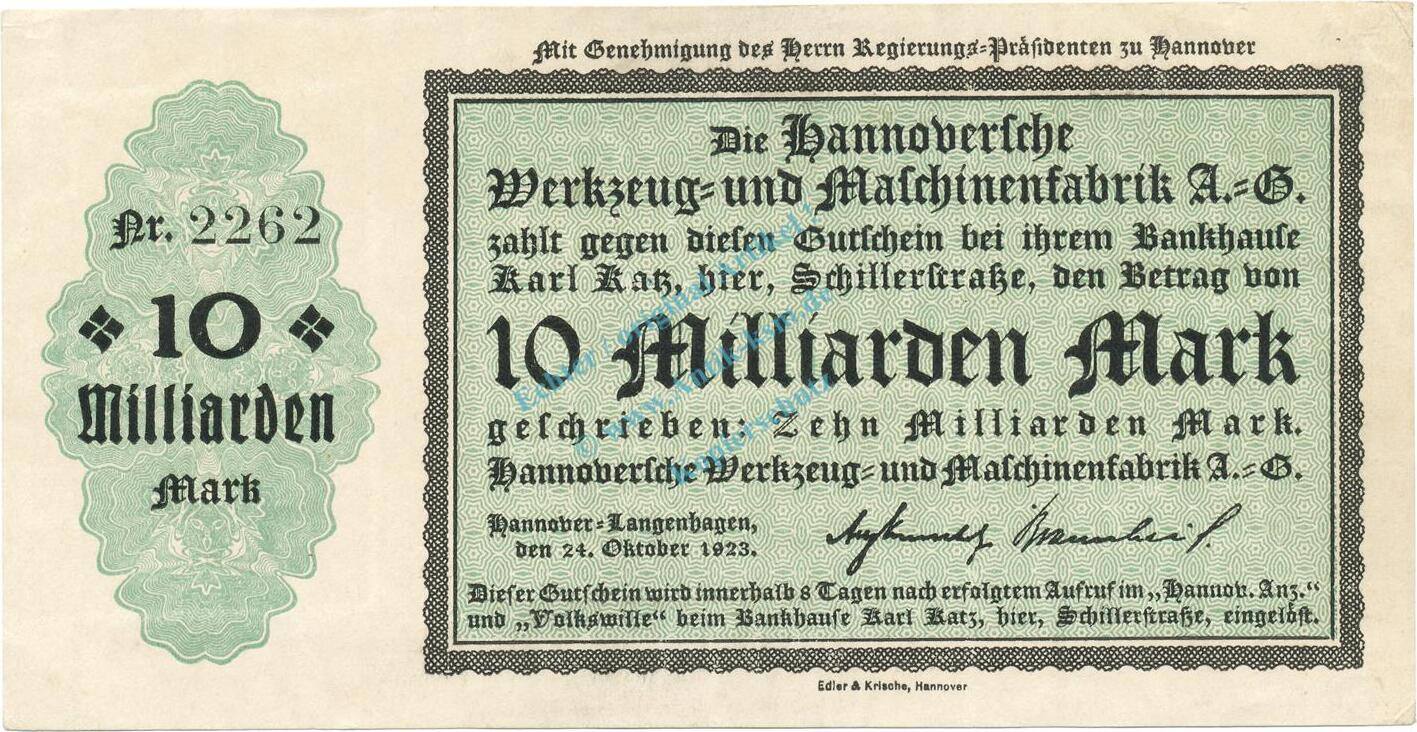 Mit Genehmigung des Herrn Regierungs=Präsidenten zu Hannover
Nr. 2262
10
Milliarden
Mark
Die Hannoversche
Werkzeug= und Maschinenfabrik A.=G.
zahlt gegen diesen Gutschein bei ihrem Bankhause
Karl Katz, hier, Schillerstraße, den Betrag von
10 Milliarden Mark
geschrieben: Zehn Milliarden Mark.
Hannoversche Werkzeug= und Maschinenfabrik A.=G.
Hannover=Langenhagen,
den 24. Oktober 1923.
Dieser Gutschein wird innerhalb 8 Tagen nach erfolgtem Aufruf im „Hannov. Anz.“
und „Volkswille“ beim Bankhause Karl Katz, hier, Schillerstraße, eingelöst.
Edler & Krische, Hannover